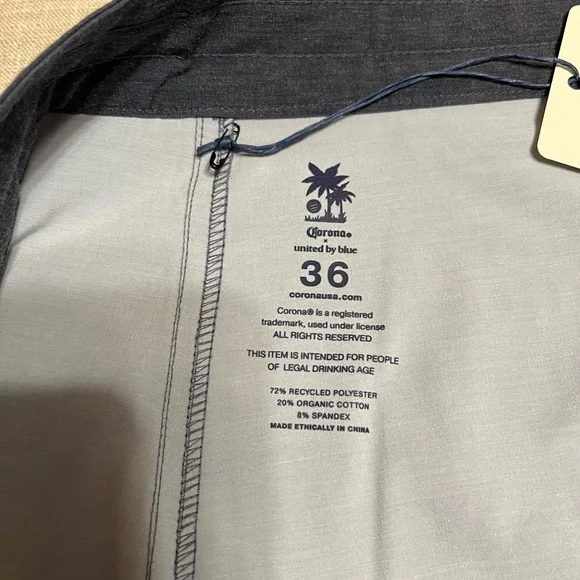 Corona®
x
united by blue
36
coronausa.com
Corona® is a registered
trademark, used under license
ALL RIGHTS RESERVED
THIS ITEM IS INTENDED FOR PEOPLE
OF LEGAL DRINKING AGE
72% RECYCLED POLYESTER
20% ORGANIC COTTON
8% SPANDEX
MADE ETHICALLY IN CHINA